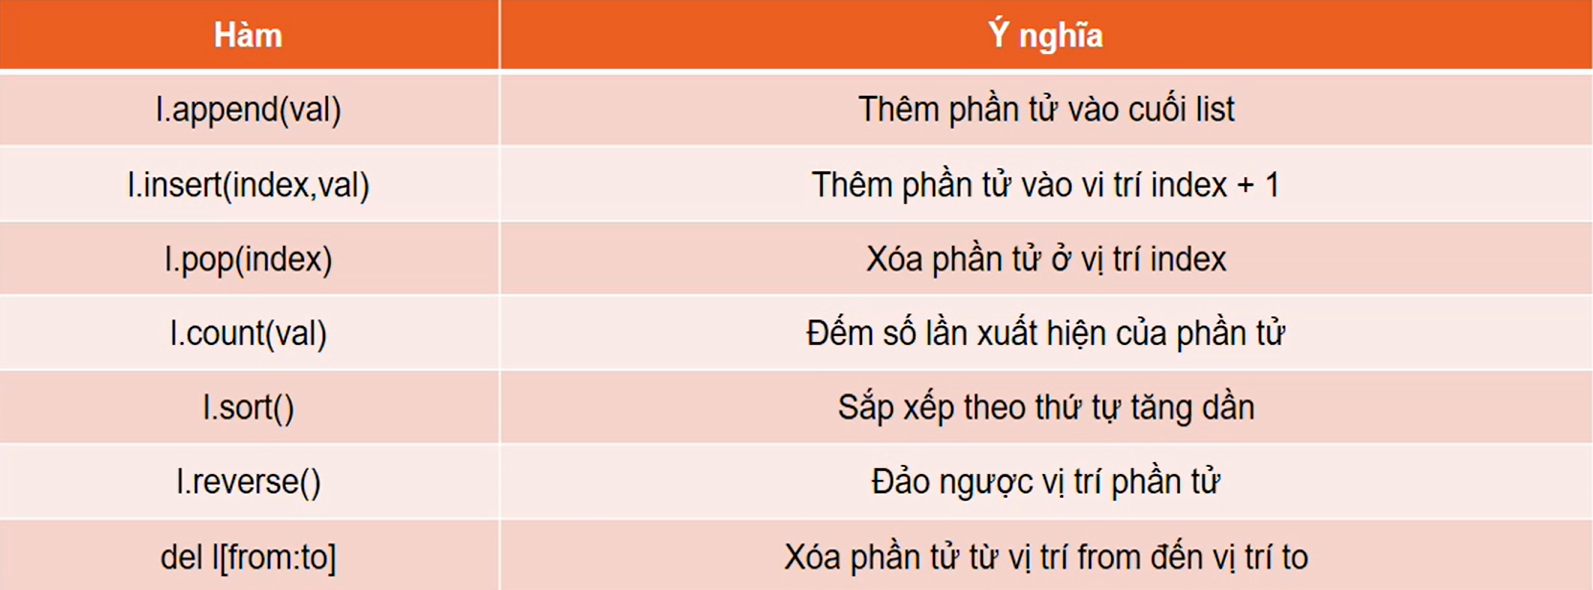 Hàm
Ý nghĩa
l.append(val)
Thêm phần tử vào cuối list
l.insert(index,val)
Thêm phần tử vào vi trí index + 1
l.pop(index)
Xóa phần tử ở vị trí index
l.count(val)
Đếm số lần xuất hiện của phần tử
l.sort()
Sắp xếp theo thứ tự tăng dần
l.reverse()
Đảo ngược vị trí phần tử
del l[from:to]
Xóa phần tử từ vị trí from đến vị trí to